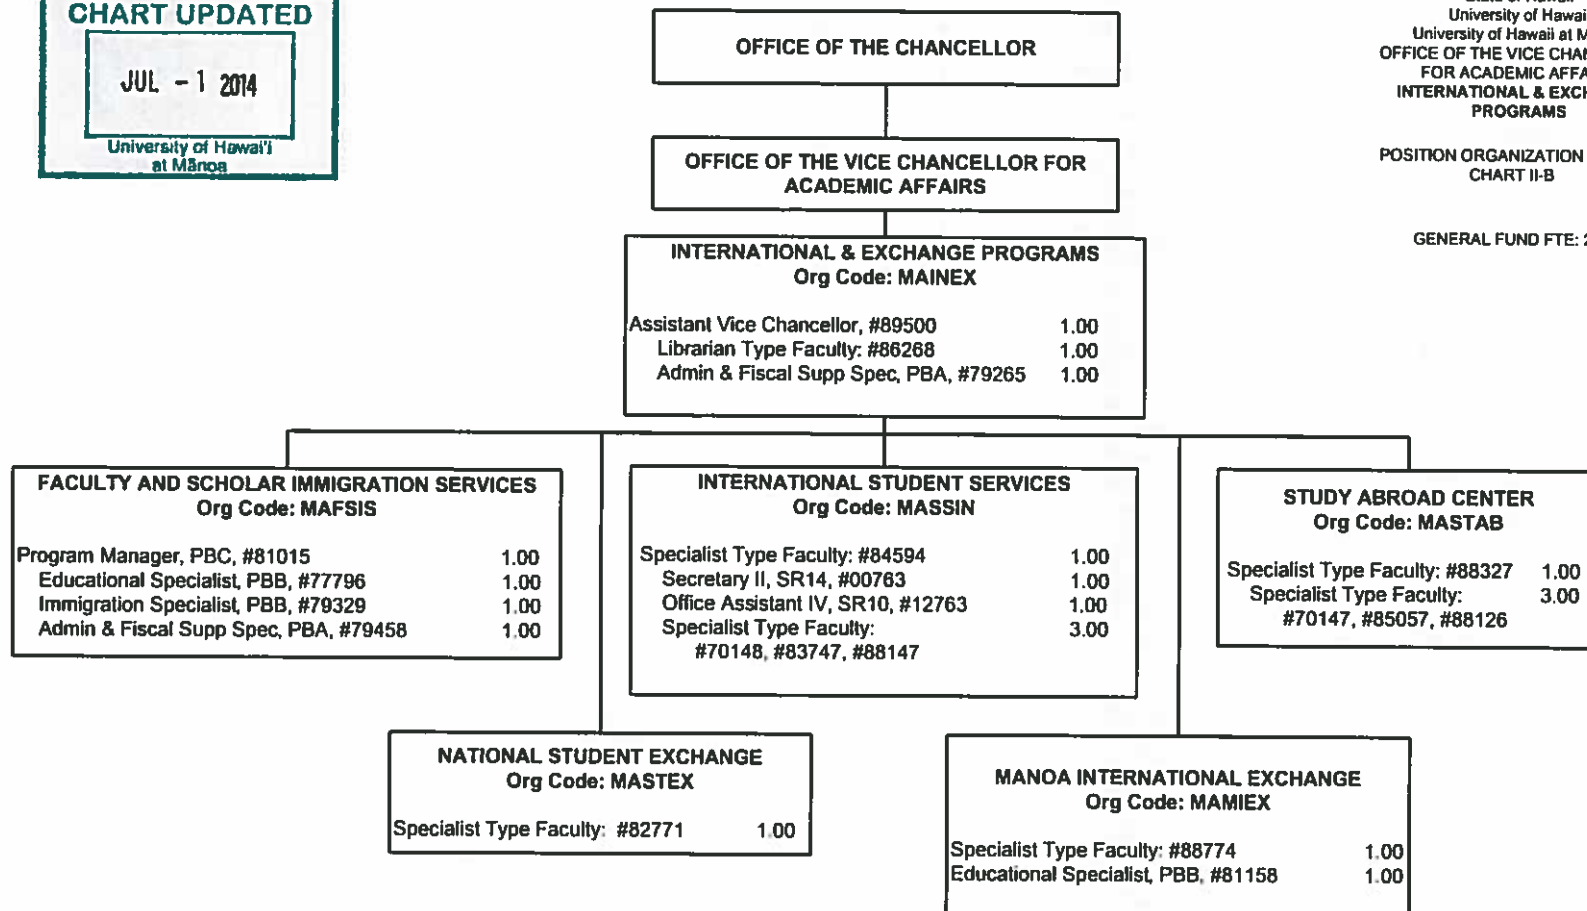 CHART UPDATED
JUL - 1 2014
University of Hawai'i
at Mānoa
University of Hawaii
University of Hawaii at
OFFICE OF THE VICE
FOR ACADEMIC
INTERNATIONAL &
PROGRAMS
POSITION ORGANIZATION
CHART II-B
GENERAL FUND FTE:
OFFICE OF THE CHANCELLOR
OFFICE OF THE VICE CHANCELLOR FOR
ACADEMIC AFFAIRS
INTERNATIONAL & EXCHANGE PROGRAMS
Org Code: MAINEX
Assistant Vice Chancellor, #89500 1.00
Librarian Type Faculty: #86268 1.00
Admin & Fiscal Supp Spec, PBA, #79265 1.00
FACULTY AND SCHOLAR IMMIGRATION SERVICES
Org Code: MAFSIS
Program Manager, PBC, #81015 1.00
Educational Specialist, PBB, #77796 1.00
Immigration Specialist, PBB, #79329 1.00
Admin & Fiscal Supp Spec, PBA, #79458 1.00
INTERNATIONAL STUDENT SERVICES
Org Code: MASSIN
Specialist Type Faculty: #84594 1.00
Secretary II, SR14, #00763 1.00
Office Assistant IV, SR10, #12763 1.00
Specialist Type Faculty: 3.00
#70148, #83747, #88147
STUDY ABROAD CENTER
Org Code: MASTAB
Specialist Type Faculty: #88327 1.00
Specialist Type Faculty: 3.00
#70147, #85057, #88126
NATIONAL STUDENT EXCHANGE
Org Code: MASTEX
Specialist Type Faculty: #82771 1.00
MANOA INTERNATIONAL EXCHANGE
Org Code: MAMIEX
Specialist Type Faculty: #88774 1.00
Educational Specialist, PBB, #81158 1.00